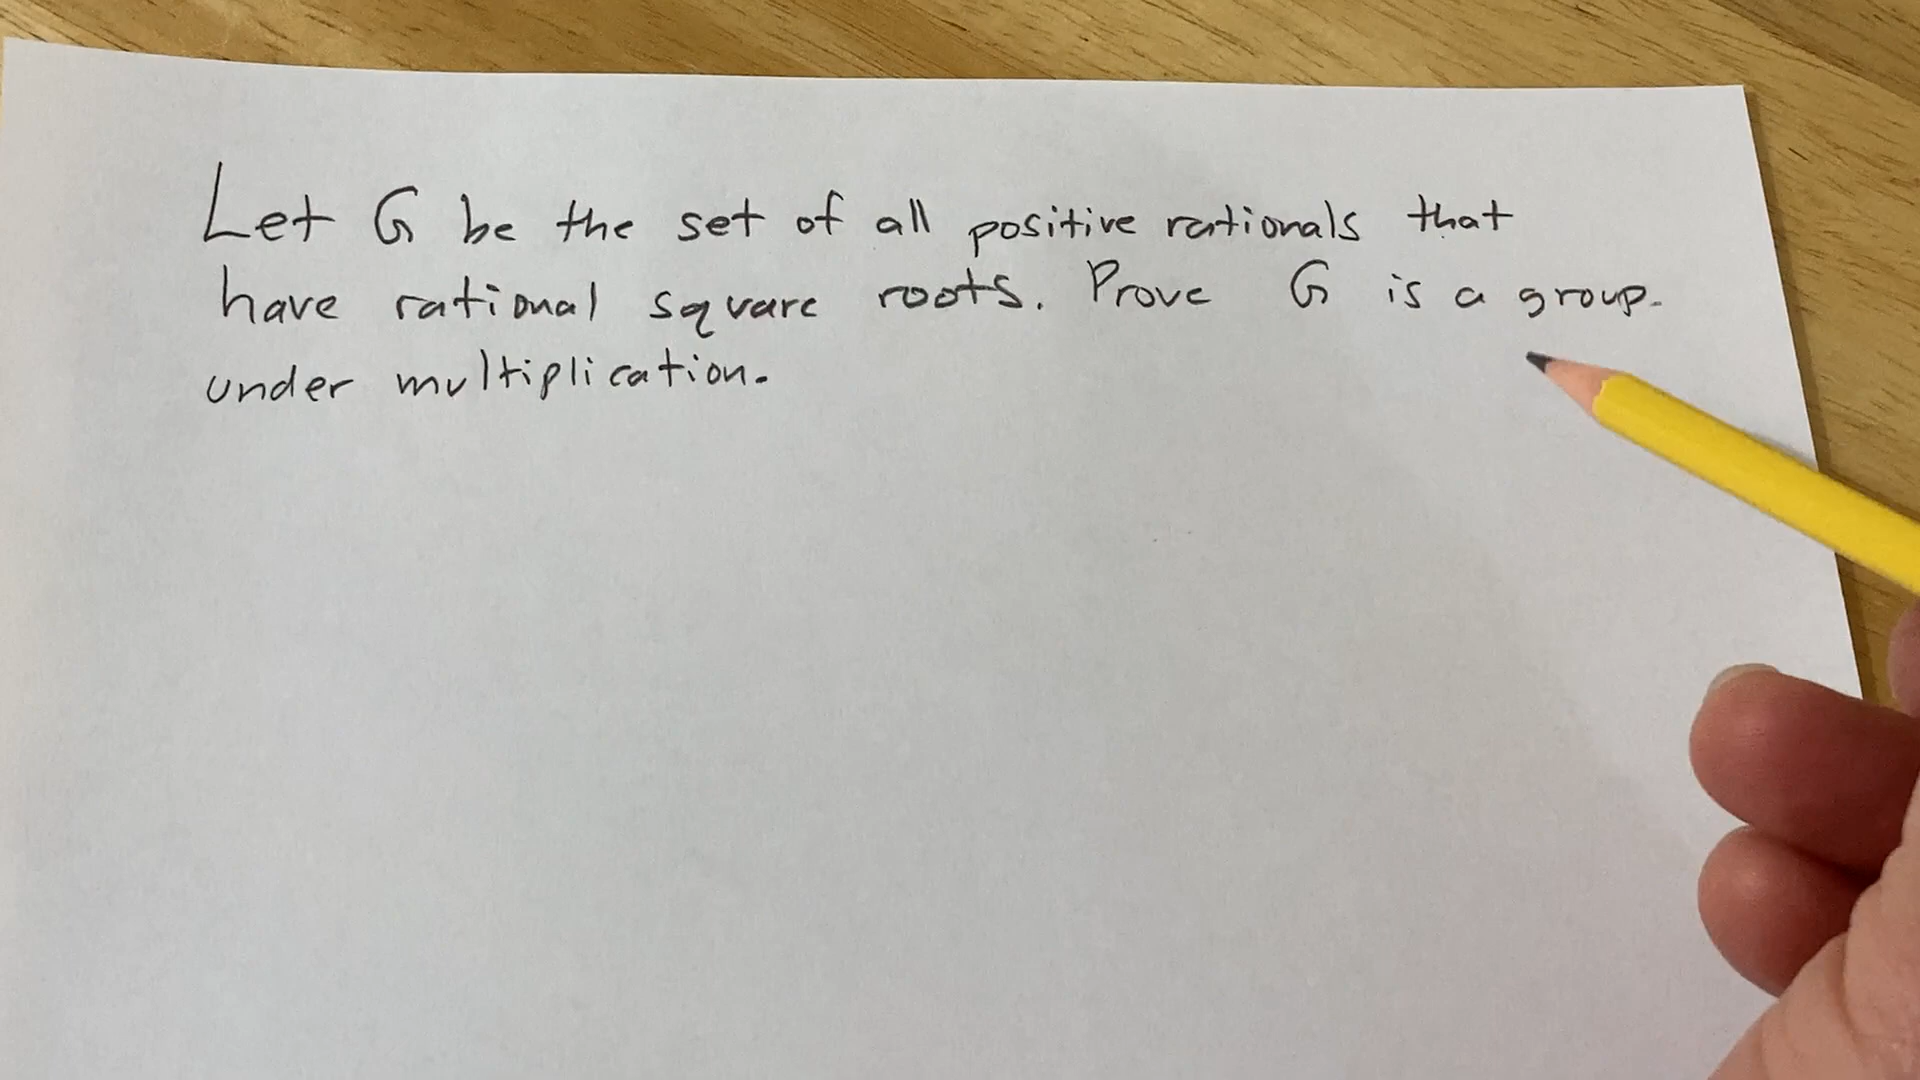 Let G be the set of all positive rationals that
have rational square roots. Prove G is a group.
under multiplication.